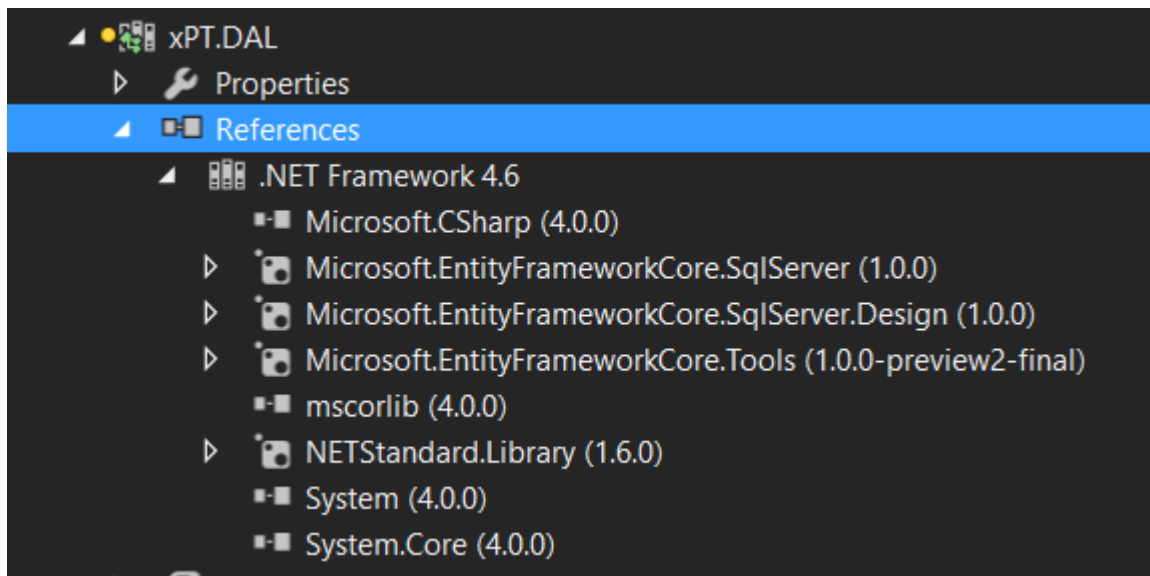 xPT.DAL
Properties
References
.NET Framework 4.6
Microsoft.CSharp (4.0.0)
Microsoft.EntityFrameworkCore.SqlServer (1.0.0)
Microsoft.EntityFrameworkCore.SqlServer.Design (1.0.0)
Microsoft.EntityFrameworkCore.Tools (1.0.0-preview2-final)
mscorlib (4.0.0)
NETStandard.Library (1.6.0)
System (4.0.0)
System.Core (4.0.0)